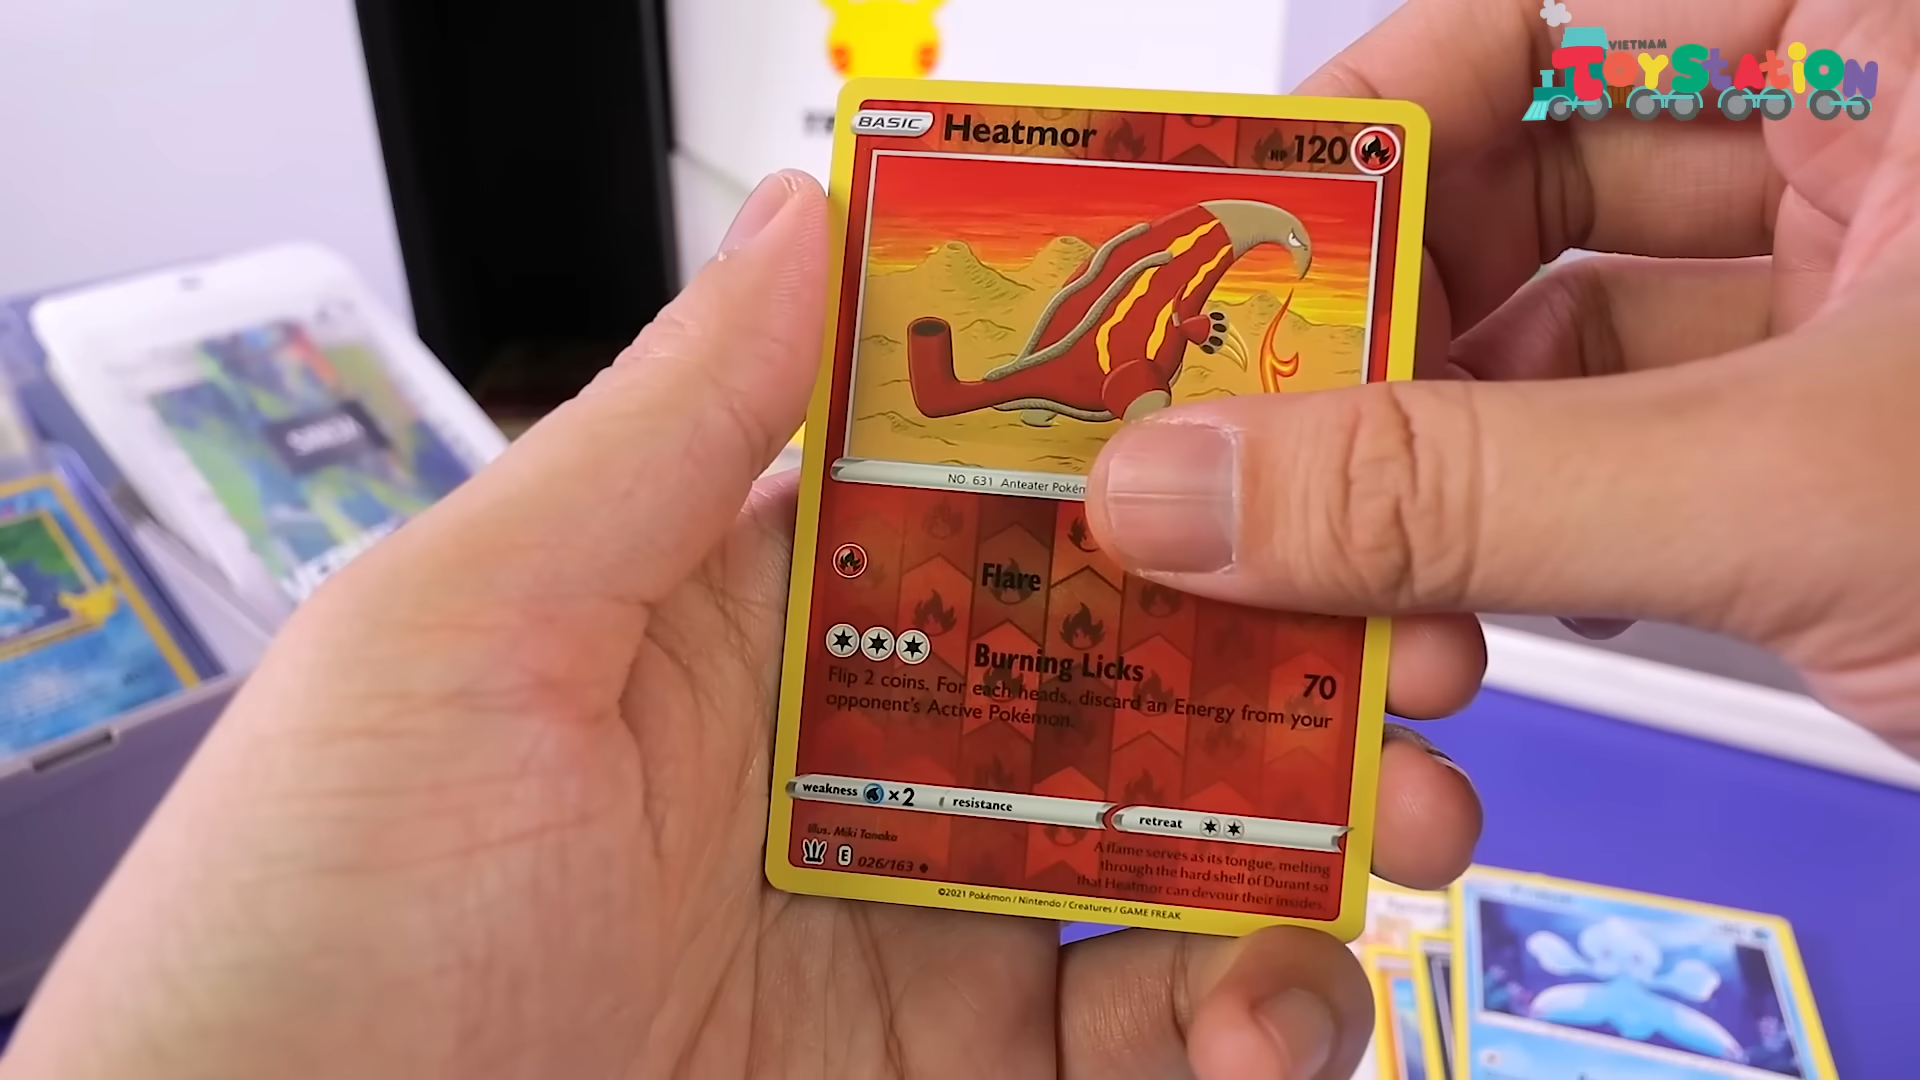 VIETNAM
TOYSTATION
BASIC Heatmor HP 120
NO. 631 Anteater Pokém
Flare
Burning Licks 70
Flip 2 coins. For each heads, discard an Energy from your
opponent's Active Pokémon.
weakness ×2 resistance retreat
Illus. Miki Tanaka
E 026/163
A flame serves as its tongue, melting
through the hard shell of Durant so
that Heatmor can devour their insides.
©2021 Pokémon / Nintendo / Creatures / GAME FREAK